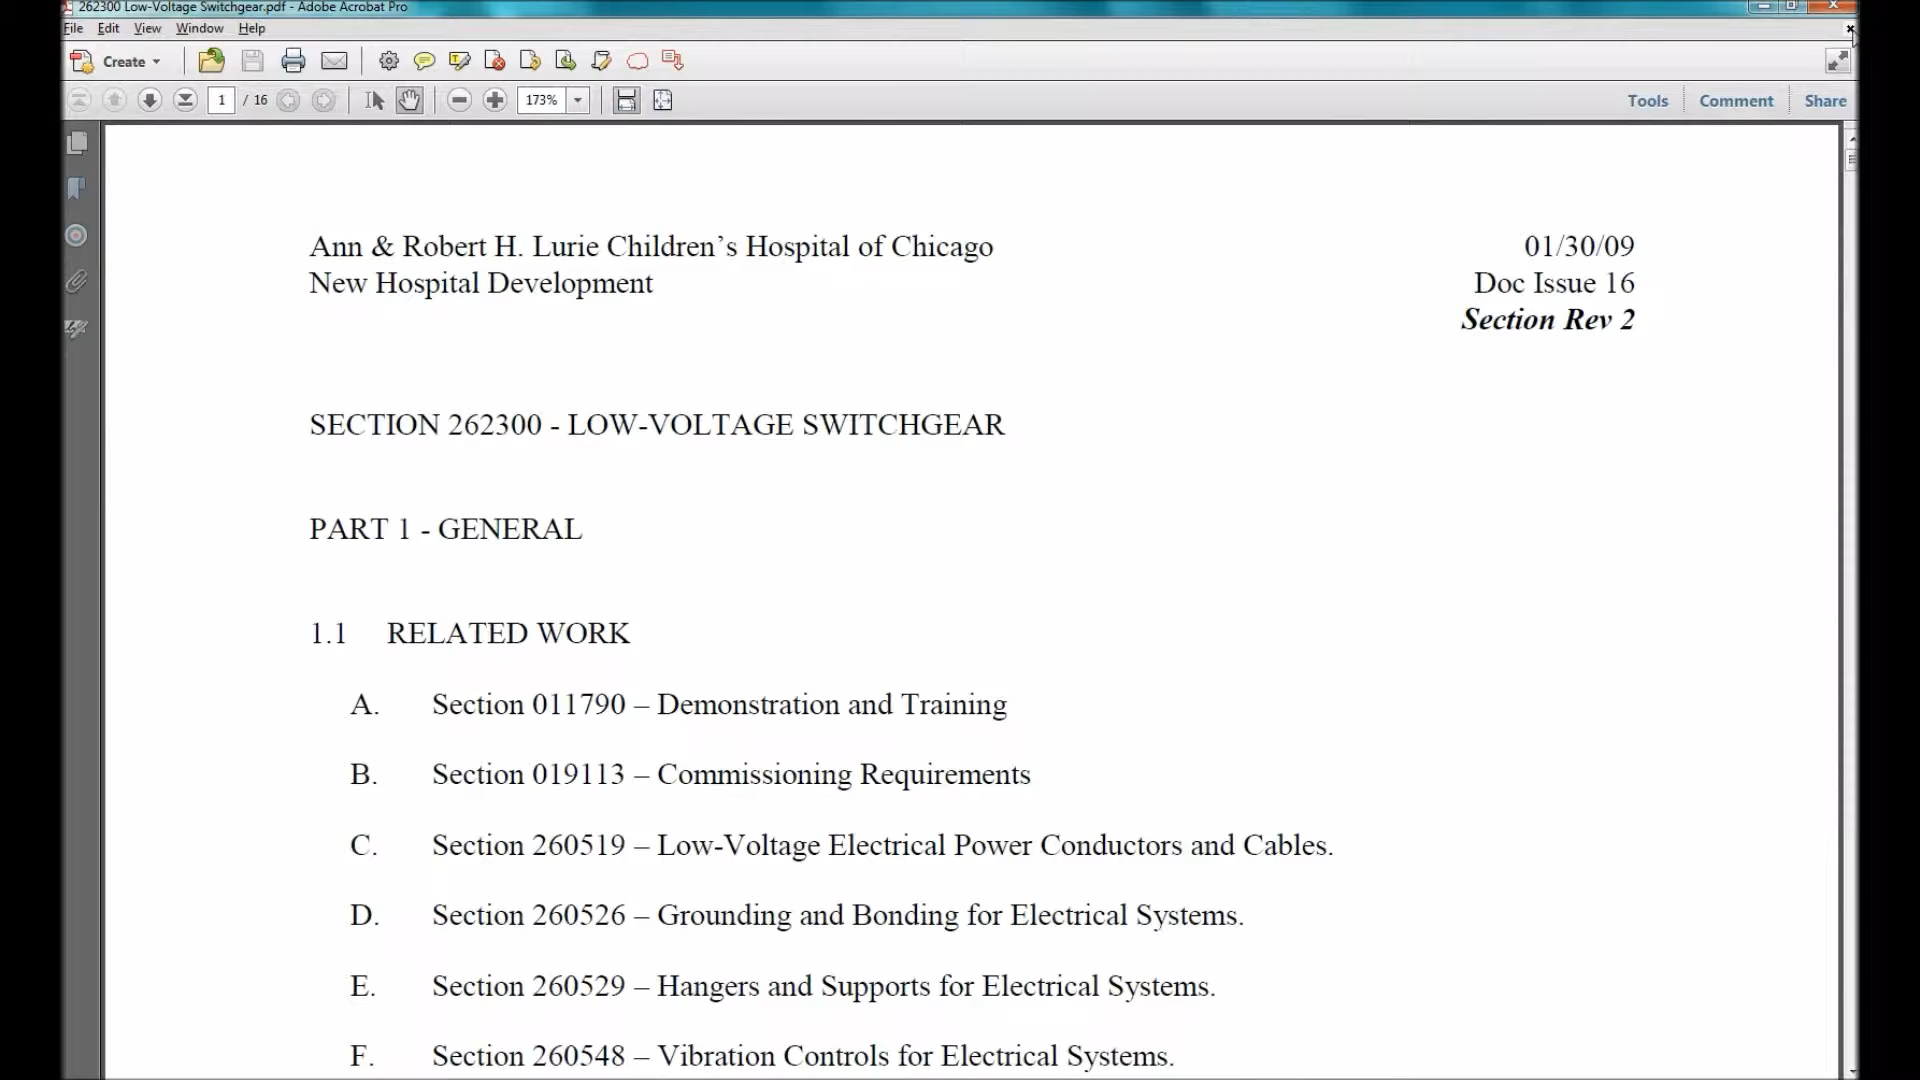 262300 Low-Voltage Switchgear.pdf - Adobe Acrobat Pro
File Edit View Window Help
Create
1 / 16 173% Tools Comment Share
Ann & Robert H. Lurie Children’s Hospital of Chicago 01/30/09
New Hospital Development Doc Issue 16
Section Rev 2
SECTION 262300 - LOW-VOLTAGE SWITCHGEAR
PART 1 - GENERAL
1.1 RELATED WORK
A. Section 011790 – Demonstration and Training
B. Section 019113 – Commissioning Requirements
C. Section 260519 – Low-Voltage Electrical Power Conductors and Cables.
D. Section 260526 – Grounding and Bonding for Electrical Systems.
E. Section 260529 – Hangers and Supports for Electrical Systems.
F. Section 260548 – Vibration Controls for Electrical Systems.